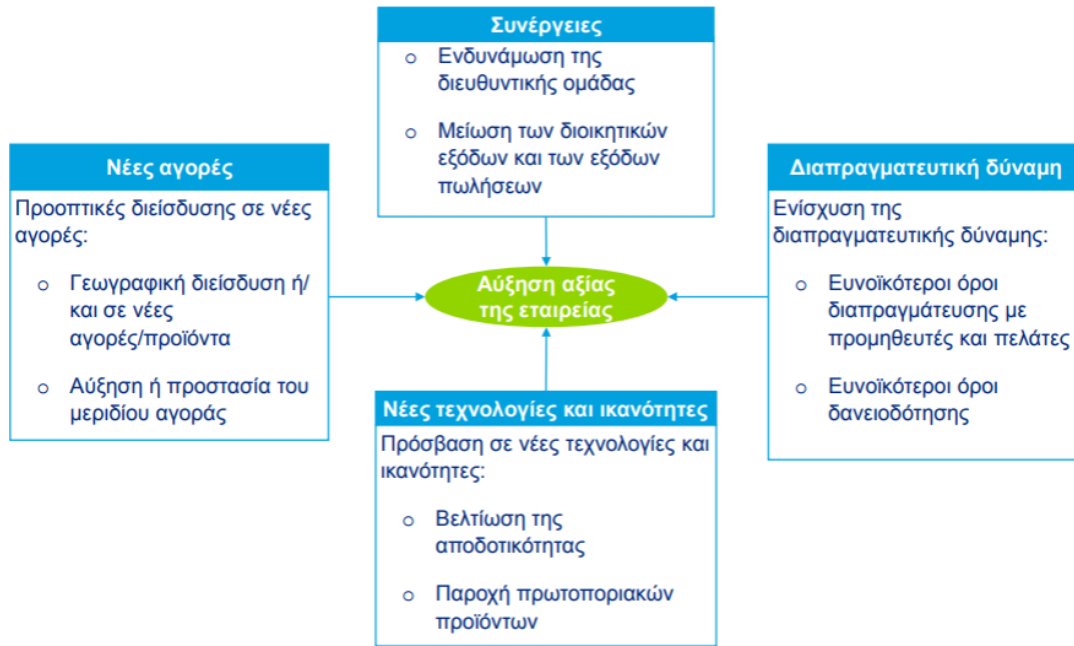 Συνέργειες
o Ενδυνάμωση της
διευθυντικής ομάδας
o Μείωση των διοικητικών
εξόδων και των εξόδων
πωλήσεων
Νέες αγορές
Προοπτικές διείσδυσης σε νέες
αγορές:
o Γεωγραφική διείσδυση ή/
και σε νέες
αγορές/προϊόντα
o Αύξηση ή προστασία του
μεριδίου αγοράς
Αύξηση αξίας
της εταιρείας
Διαπραγματευτική δύναμη
Ενίσχυση της
διαπραγματευτικής δύναμης:
o Ευνοϊκότεροι όροι
διαπραγμάτευσης με
προμηθευτές και πελάτες
o Ευνοϊκότεροι όροι
δανειοδότησης
Νέες τεχνολογίες και ικανότητες
Πρόσβαση σε νέες τεχνολογίες και
ικανότητες:
o Βελτίωση της
αποδοτικότητας
o Παροχή πρωτοποριακών
προϊόντων